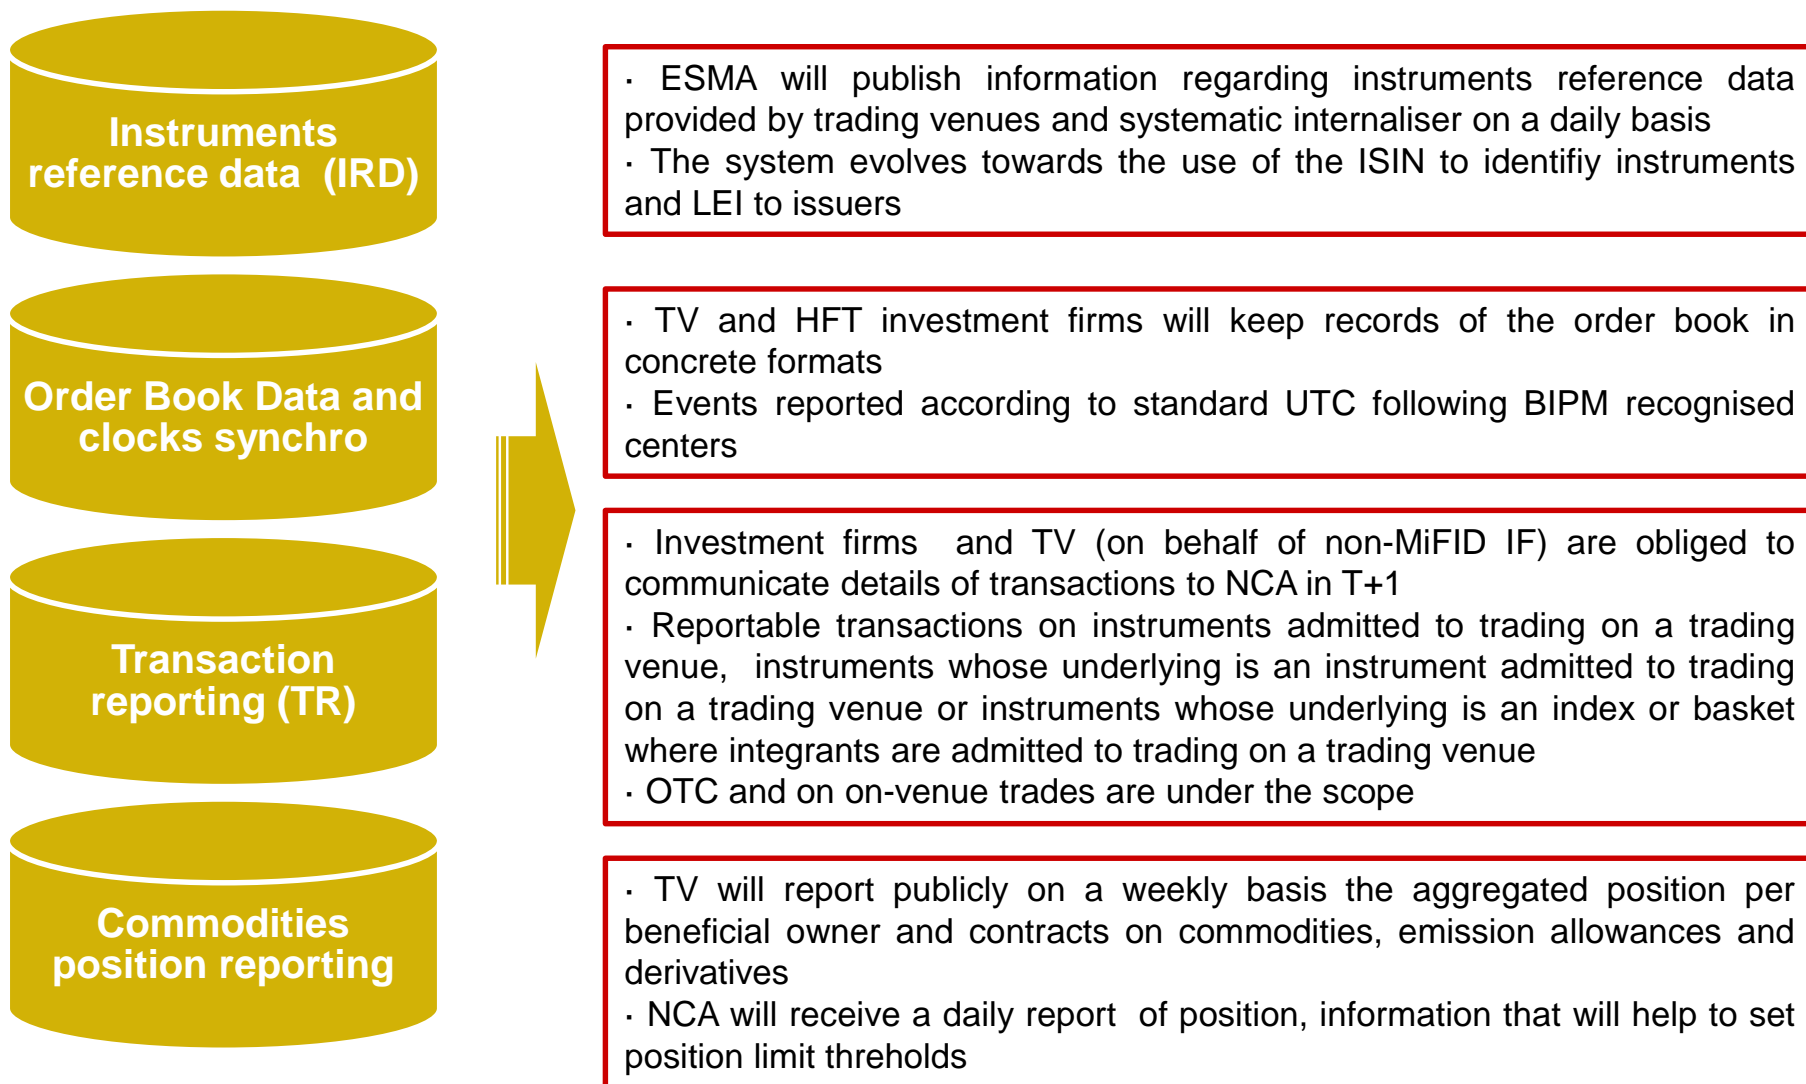 Instruments
reference data  (IRD)
· ESMA will publish information regarding instruments reference data
provided by trading venues and systematic internaliser on a daily basis
· The system evolves towards the use of the ISIN to identifiy instruments
and LEI to issuers
Order Book Data and
clocks synchro
· TV and HFT investment firms will keep records of the order book in
concrete formats
· Events reported according to standard UTC following BIPM recognised
centers
Transaction
reporting (TR)
· Investment firms  and TV (on behalf of non-MiFID IF) are obliged to
communicate details of transactions to NCA in T+1
· Reportable transactions on instruments admitted to trading on a trading
venue,  instruments whose underlying is an instrument admitted to trading
on a trading venue or instruments whose underlying is an index or basket
where integrants are admitted to trading on a trading venue
· OTC and on on-venue trades are under the scope
Commodities
position reporting
· TV will report publicly on a weekly basis the aggregated position per
beneficial owner and contracts on commodities, emission allowances and
derivatives
· NCA will receive a daily report  of position, information that will help to set
position limit threholds